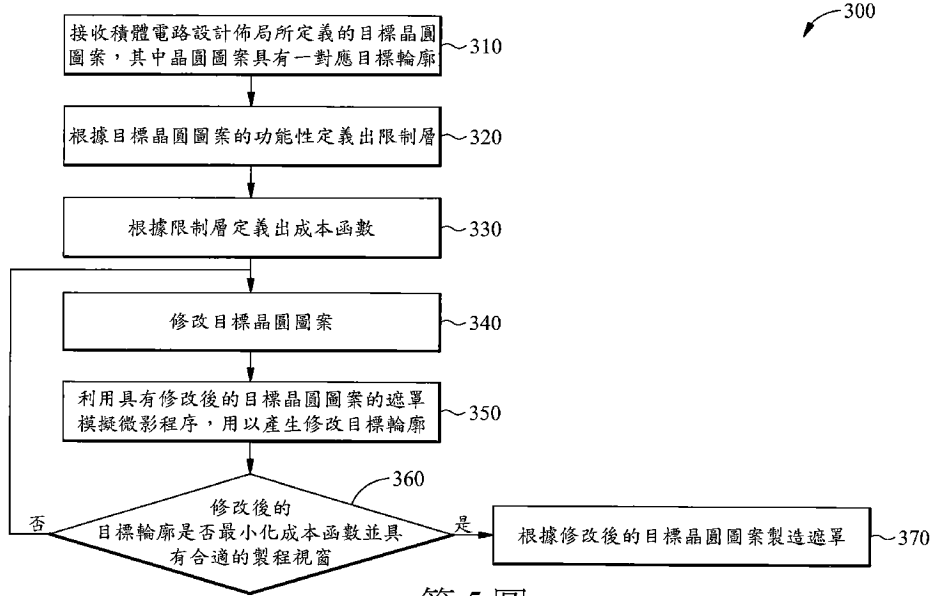 300
接收積體電路設計佈局所定義的目標晶圓
圖案，其中晶圓圖案具有一對應目標輪廓
310
根據目標晶圓圖案的功能性定義出限制層
320
根據限制層定義出成本函數
330
修改目標晶圓圖案
340
利用具有修改後的目標晶圓圖案的遮罩
模擬微影程序，用以產生修改目標輪廓
350
360
修改後的
目標輪廓是否最小化成本函數並具
有合適的製程視窗
否
是
根據修改後的目標晶圓圖案製造遮罩
370
第 5 圖